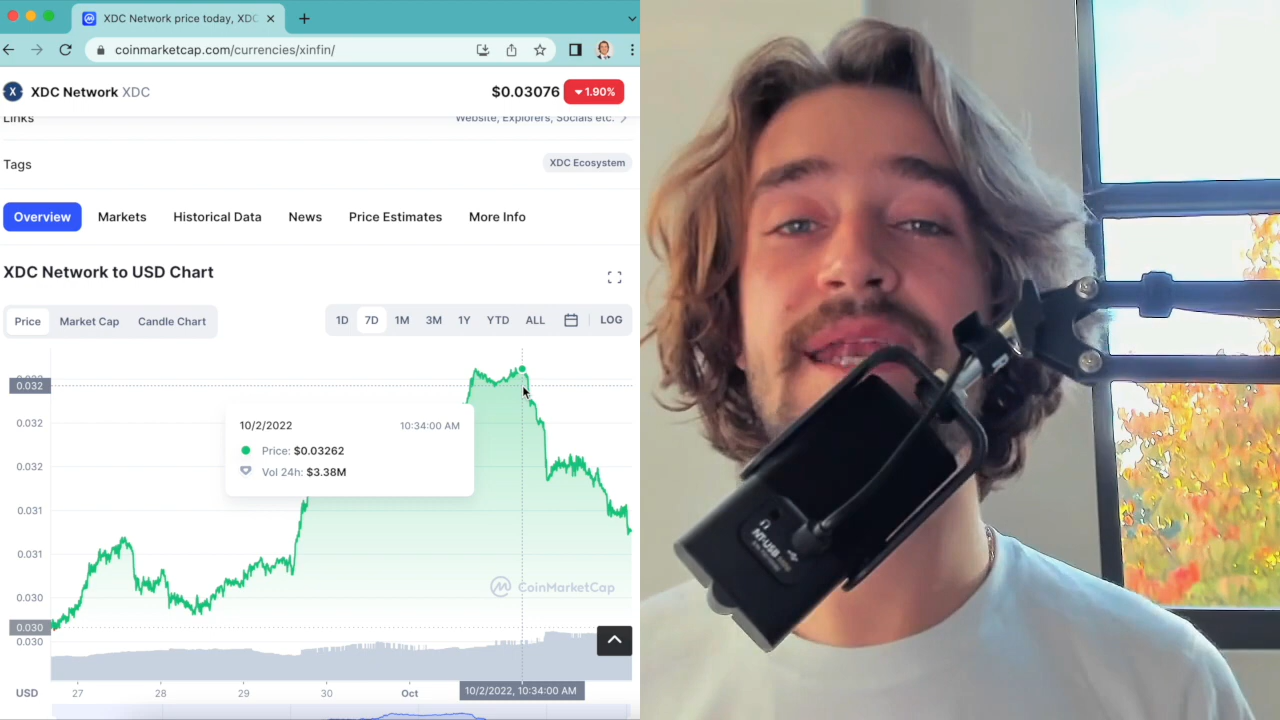 XDC Network price today, XDC
coinmarketcap.com/currencies/xinfin/
X XDC Network XDC $0.03076 1.90%
Links Website, Explorers, Socials etc.
Tags XDC Ecosystem
Overview Markets Historical Data News Price Estimates More Info
XDC Network to USD Chart
Price Market Cap Candle Chart 1D 7D 1M 3M 1Y YTD ALL LOG
0.032
0.032
0.032
0.031
0.031
0.030
0.030
0.030
10/2/2022 10:34:00 AM
Price: $0.03262
Vol 24h: $3.38M
CoinMarketCap
USD 27 28 29 30 Oct 10/2/2022, 10:34:00 AM
NT-USB